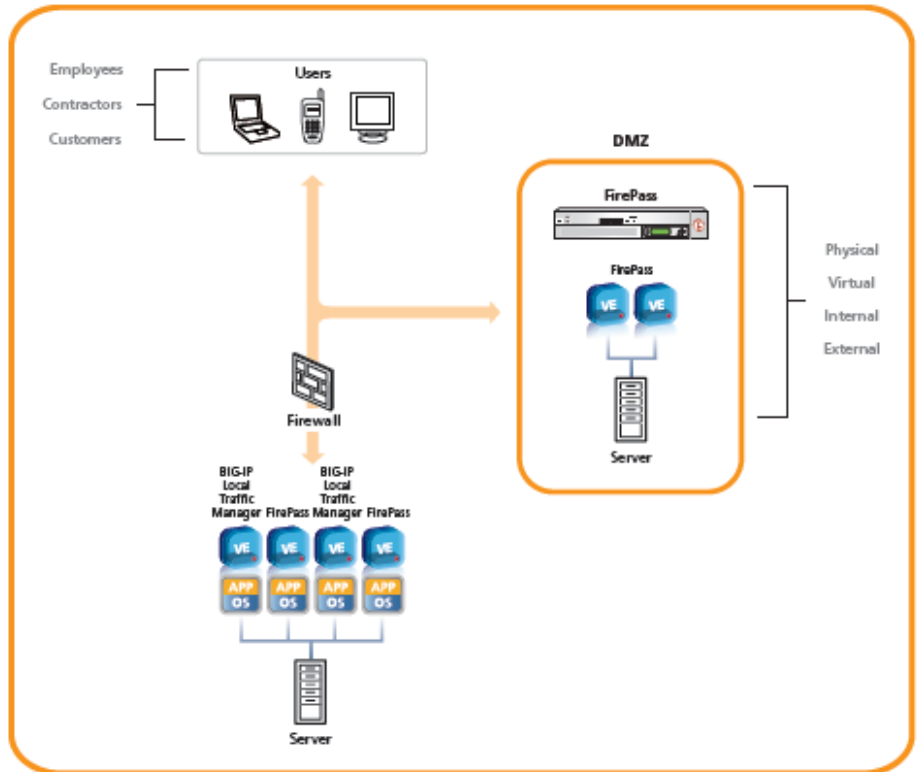 Employees
Contractors
Customers
Users
DMZ
FirePass
FirePass
VE VE
Server
Physical
Virtual
Internal
External
Firewall
BIG-IP
Local
Traffic
Manager
FirePass
BIG-IP
Local
Traffic
Manager
FirePass
VE VE VE VE
APP APP APP APP
OS OS OS OS
Server